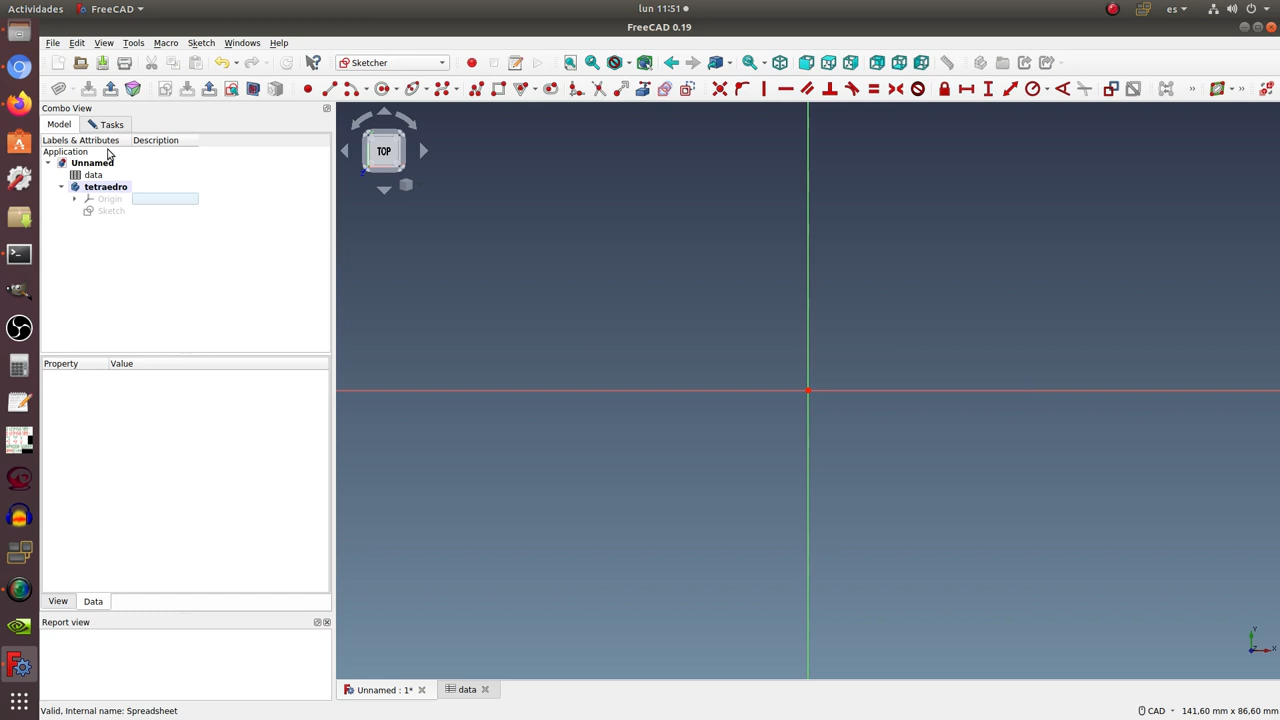 Actividades FreeCAD lun 11:51 es
FreeCAD 0.19
File Edit View Tools Macro Sketch Windows Help
Sketcher
Combo View
Model Tasks
Labels & Attributes Description
Application
Unnamed
data
tetraedro
Origin
Sketch
TOP
Property Value
View Data
Report view
Unnamed : 1* data
Valid, Internal name: Spreadsheet CAD 141,60 mm x 86,60 mm